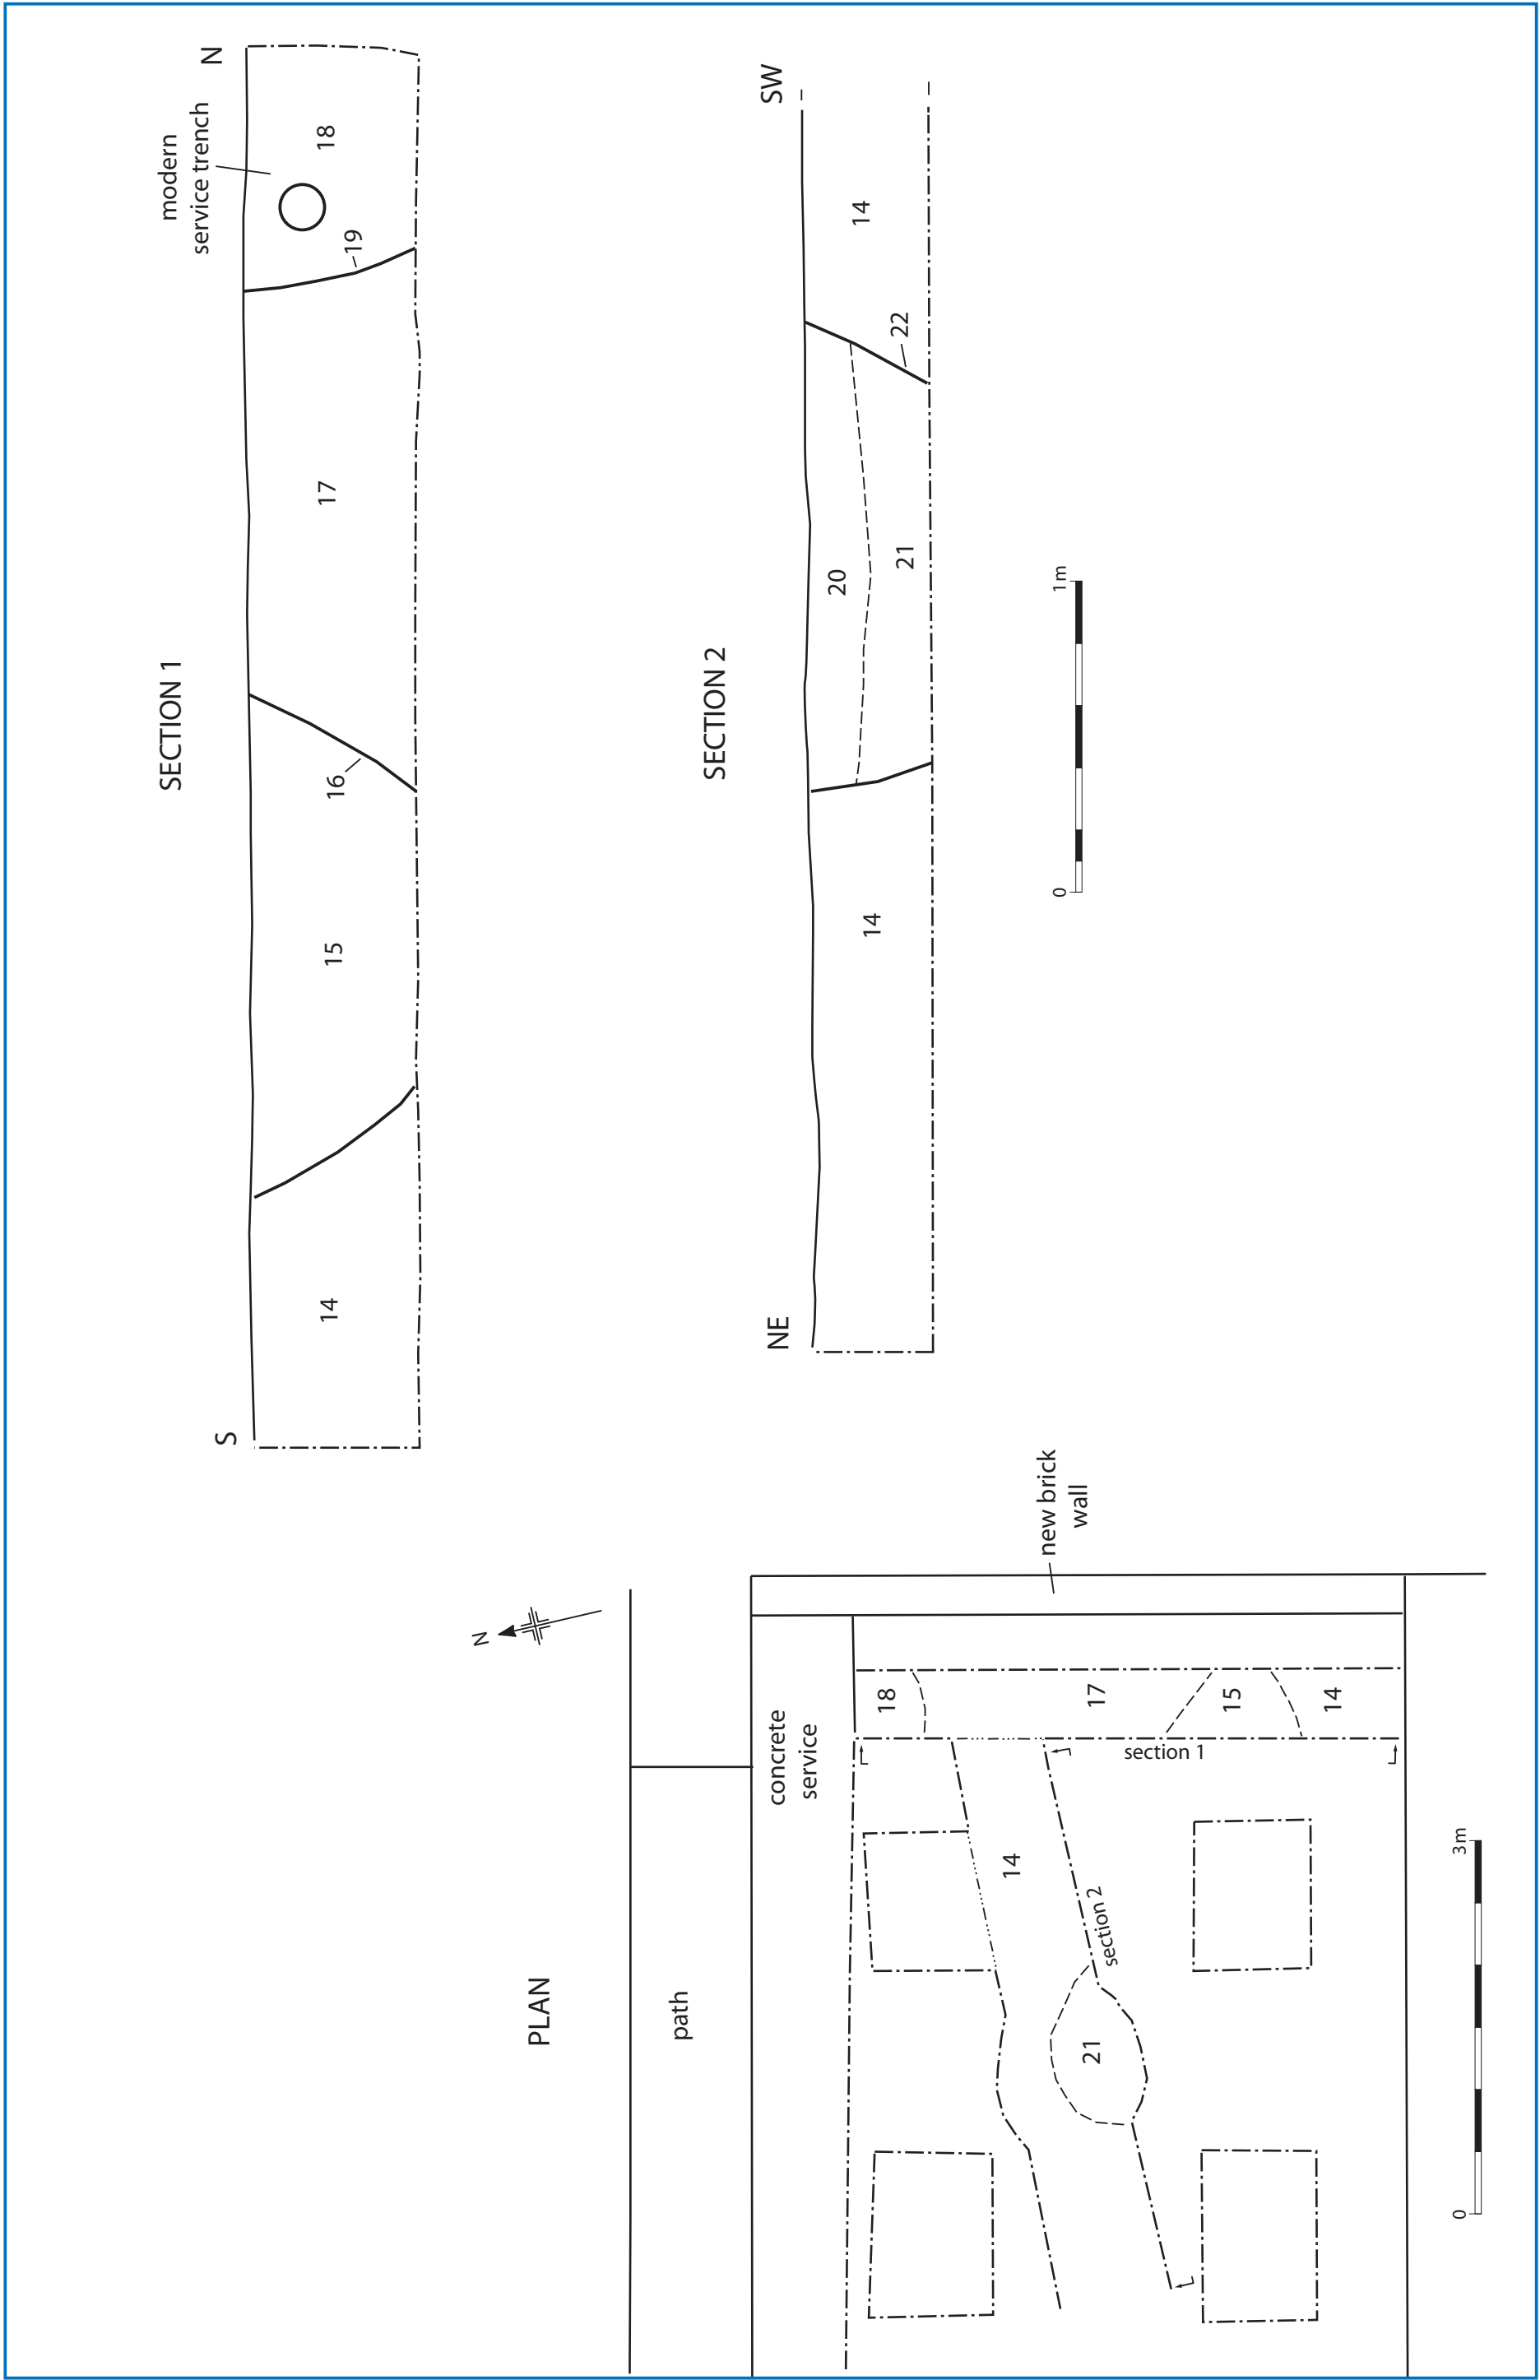 SECTION 1
S
N
modern
service trench
14
15
16
17
18
19
SECTION 2
NE
SW
14
20
21
22
14
0
1m
PLAN
N
path
concrete
service
new brick
wall
18
17
15
14
section 1
14
section 2
21
0
3m